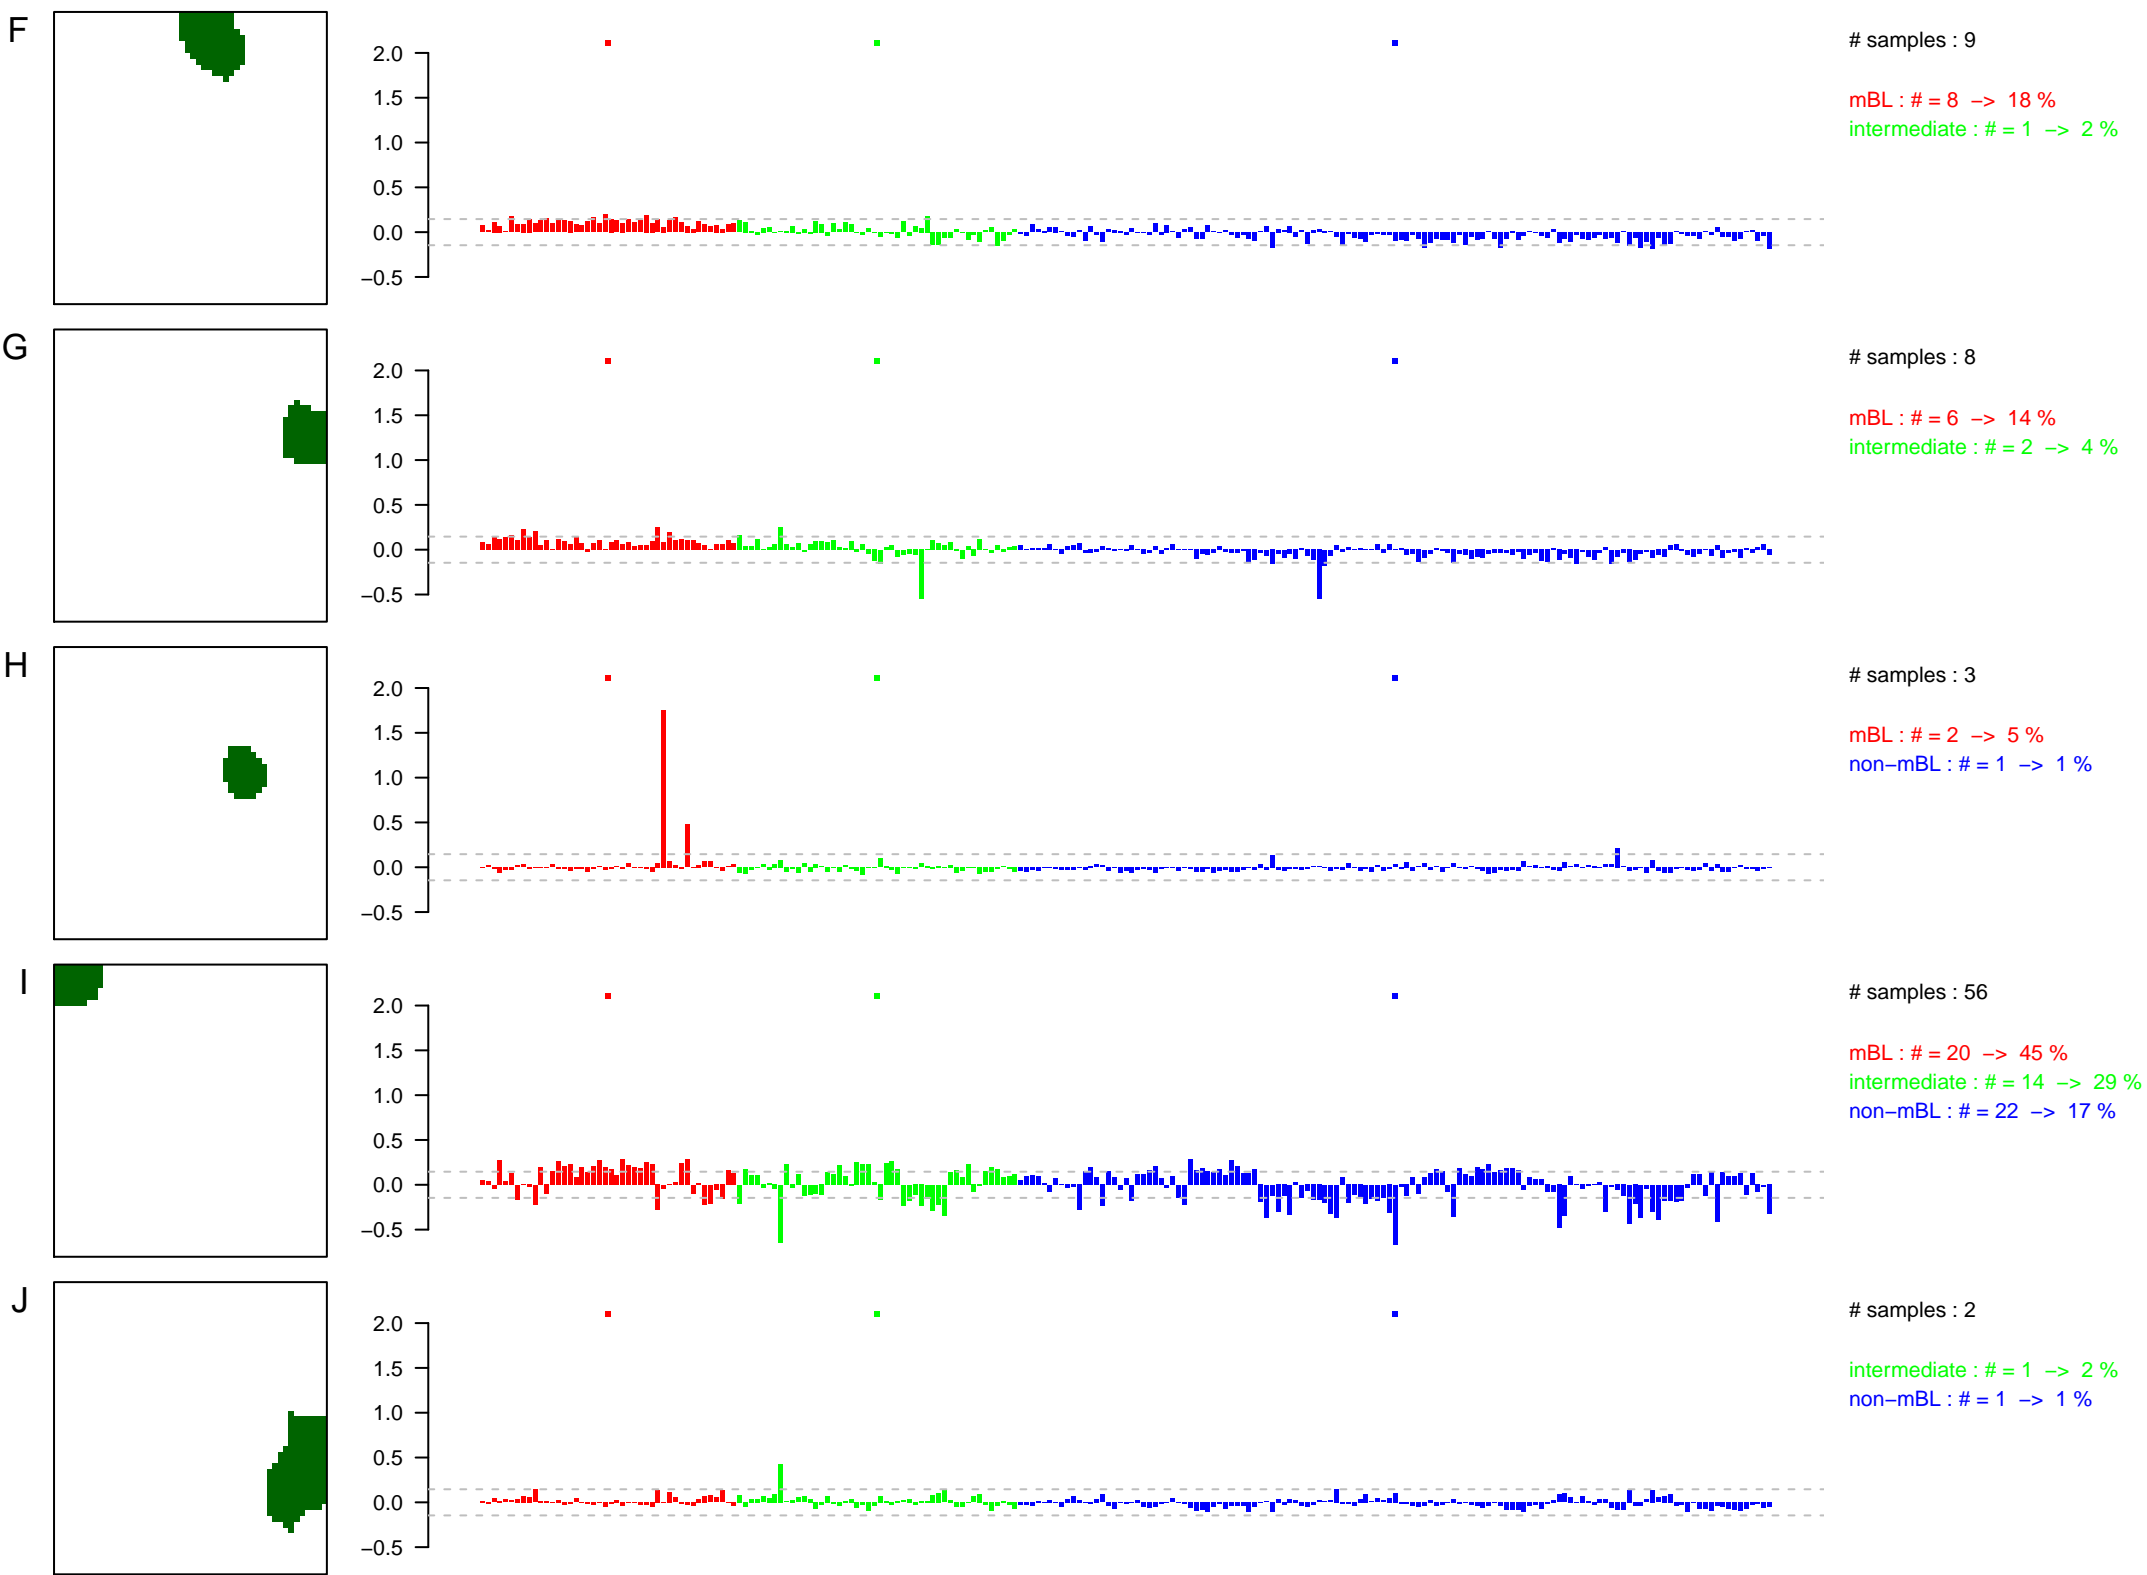 F
2.0
1.5
1.0
0.5
0.0
−0.5
# samples : 9
mBL : # = 8 −> 18 %
intermediate : # = 1 −> 2 %
G
2.0
1.5
1.0
0.5
0.0
−0.5
# samples : 8
mBL : # = 6 −> 14 %
intermediate : # = 2 −> 4 %
H
2.0
1.5
1.0
0.5
0.0
−0.5
# samples : 3
mBL : # = 2 −> 5 %
non−mBL : # = 1 −> 1 %
I
2.0
1.5
1.0
0.5
0.0
−0.5
# samples : 56
mBL : # = 20 −> 45 %
intermediate : # = 14 −> 29 %
non−mBL : # = 22 −> 17 %
J
2.0
1.5
1.0
0.5
0.0
−0.5
# samples : 2
intermediate : # = 1 −> 2 %
non−mBL : # = 1 −> 1 %